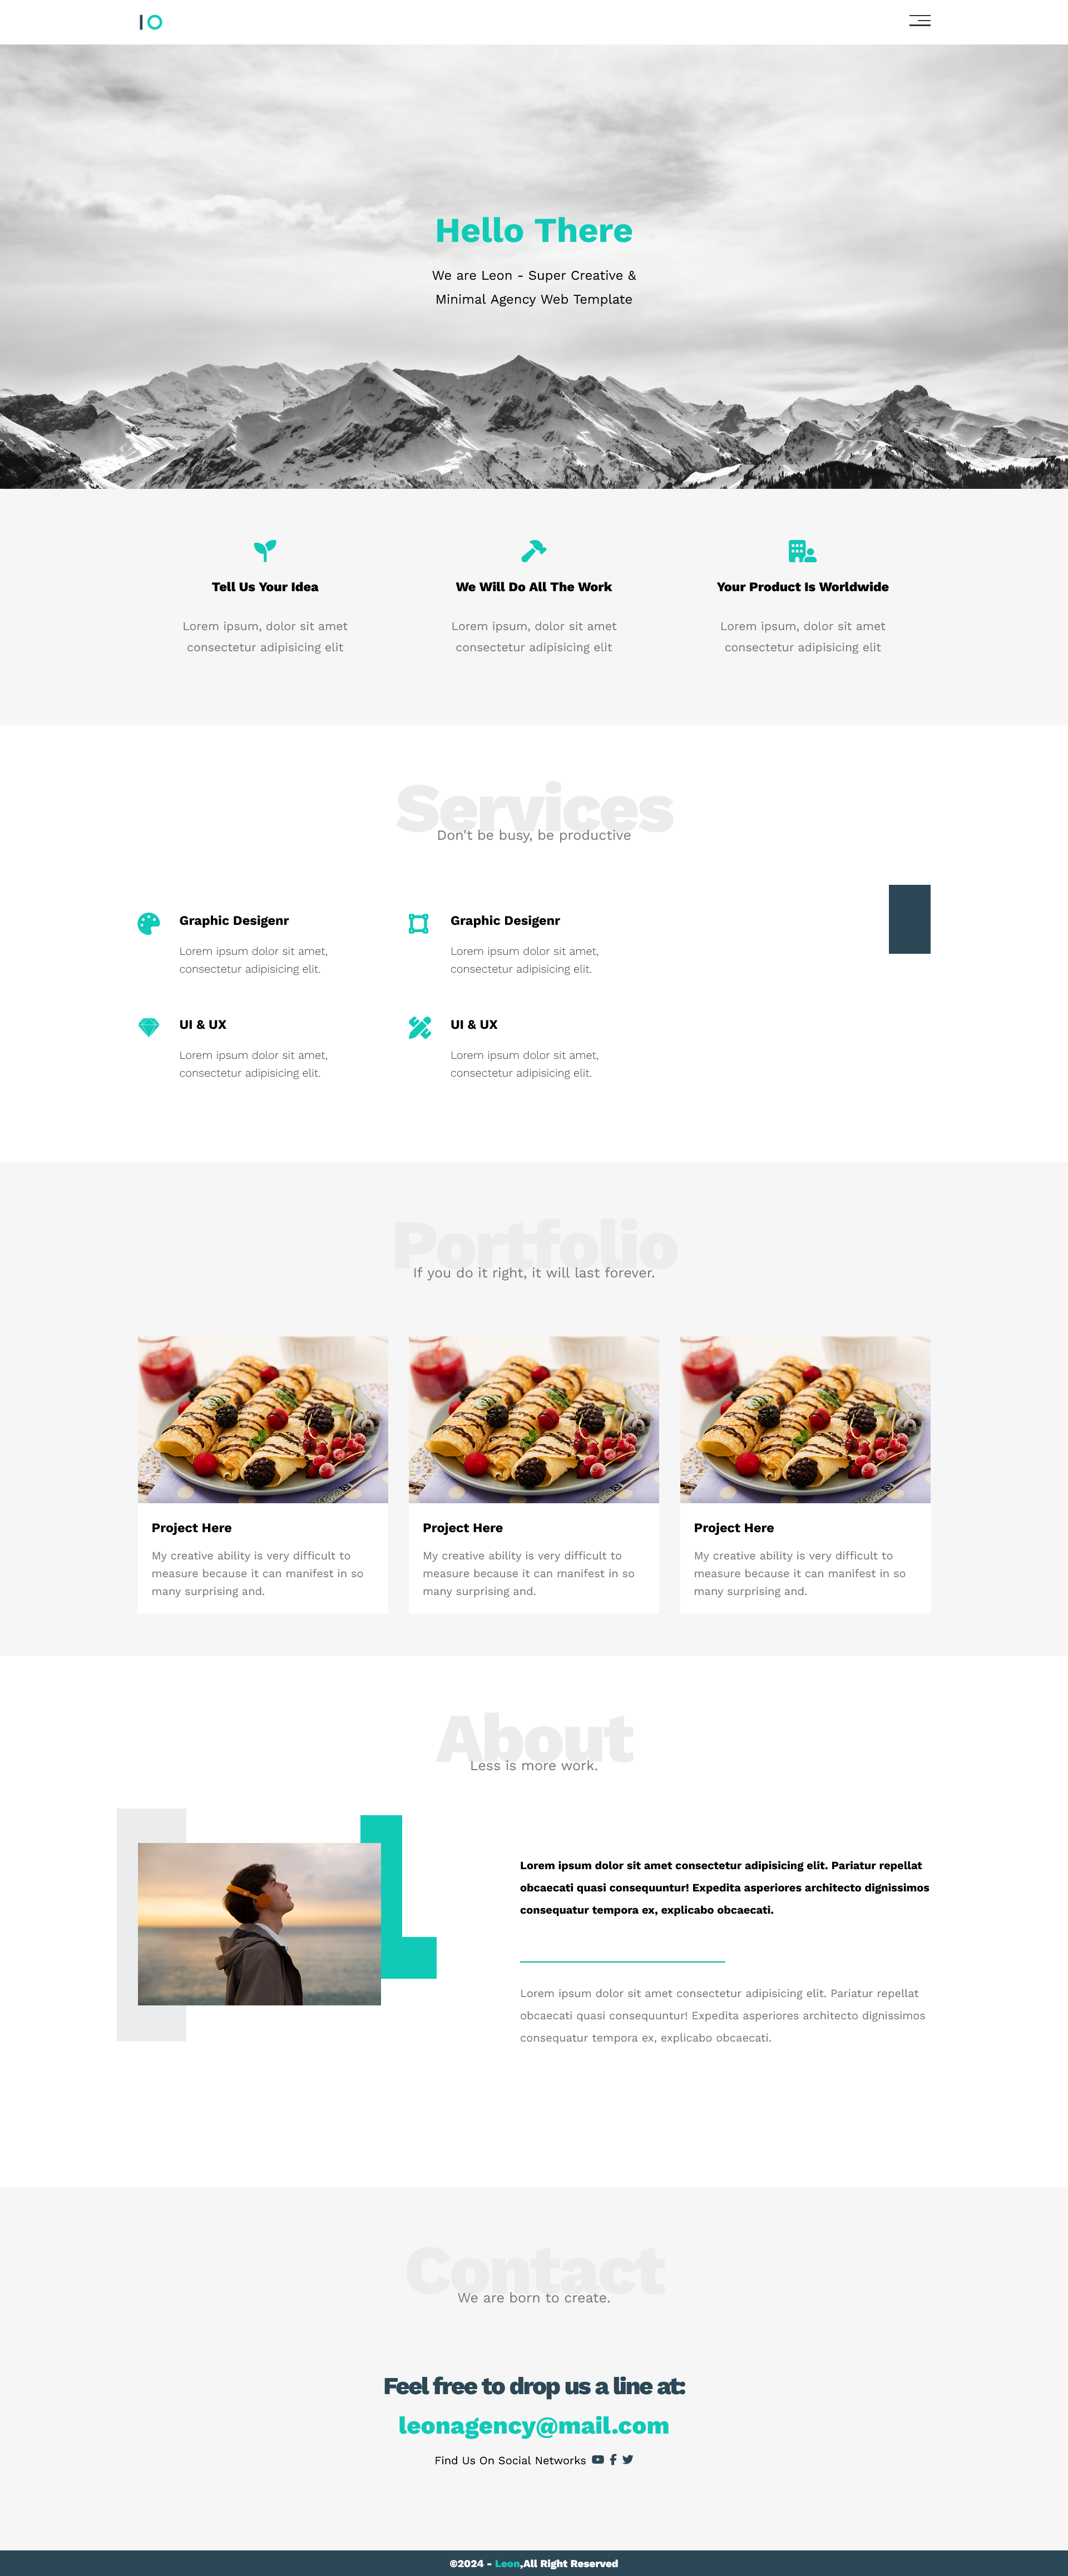 IO
Hello There
We are Leon - Super Creative &
Minimal Agency Web Template
Tell Us Your Idea
Lorem ipsum, dolor sit amet
consectetur adipisicing elit
We Will Do All The Work
Lorem ipsum, dolor sit amet
consectetur adipisicing elit
Your Product Is Worldwide
Lorem ipsum, dolor sit amet
consectetur adipisicing elit
Services
Don't be busy, be productive
Graphic Desigenr
Lorem ipsum dolor sit amet,
consectetur adipisicing elit.
Graphic Desigenr
Lorem ipsum dolor sit amet,
consectetur adipisicing elit.
UI & UX
Lorem ipsum dolor sit amet,
consectetur adipisicing elit.
UI & UX
Lorem ipsum dolor sit amet,
consectetur adipisicing elit.
Portfolio
If you do it right, it will last forever.
Project Here
My creative ability is very difficult to
measure because it can manifest in so
many surprising and.
Project Here
My creative ability is very difficult to
measure because it can manifest in so
many surprising and.
Project Here
My creative ability is very difficult to
measure because it can manifest in so
many surprising and.
About
Less is more work.
Lorem ipsum dolor sit amet consectetur adipisicing elit. Pariatur repellat
obcaecati quasi consequuntur! Expedita asperiores architecto dignissimos
consequatur tempora ex, explicabo obcaecati.
Lorem ipsum dolor sit amet consectetur adipisicing elit. Pariatur repellat
obcaecati quasi consequuntur! Expedita asperiores architecto dignissimos
consequatur tempora ex, explicabo obcaecati.
Contact
We are born to create.
Feel free to drop us a line at:
leonagency@mail.com
Find Us On Social Networks
©2024 - Leon,All Right Reserved